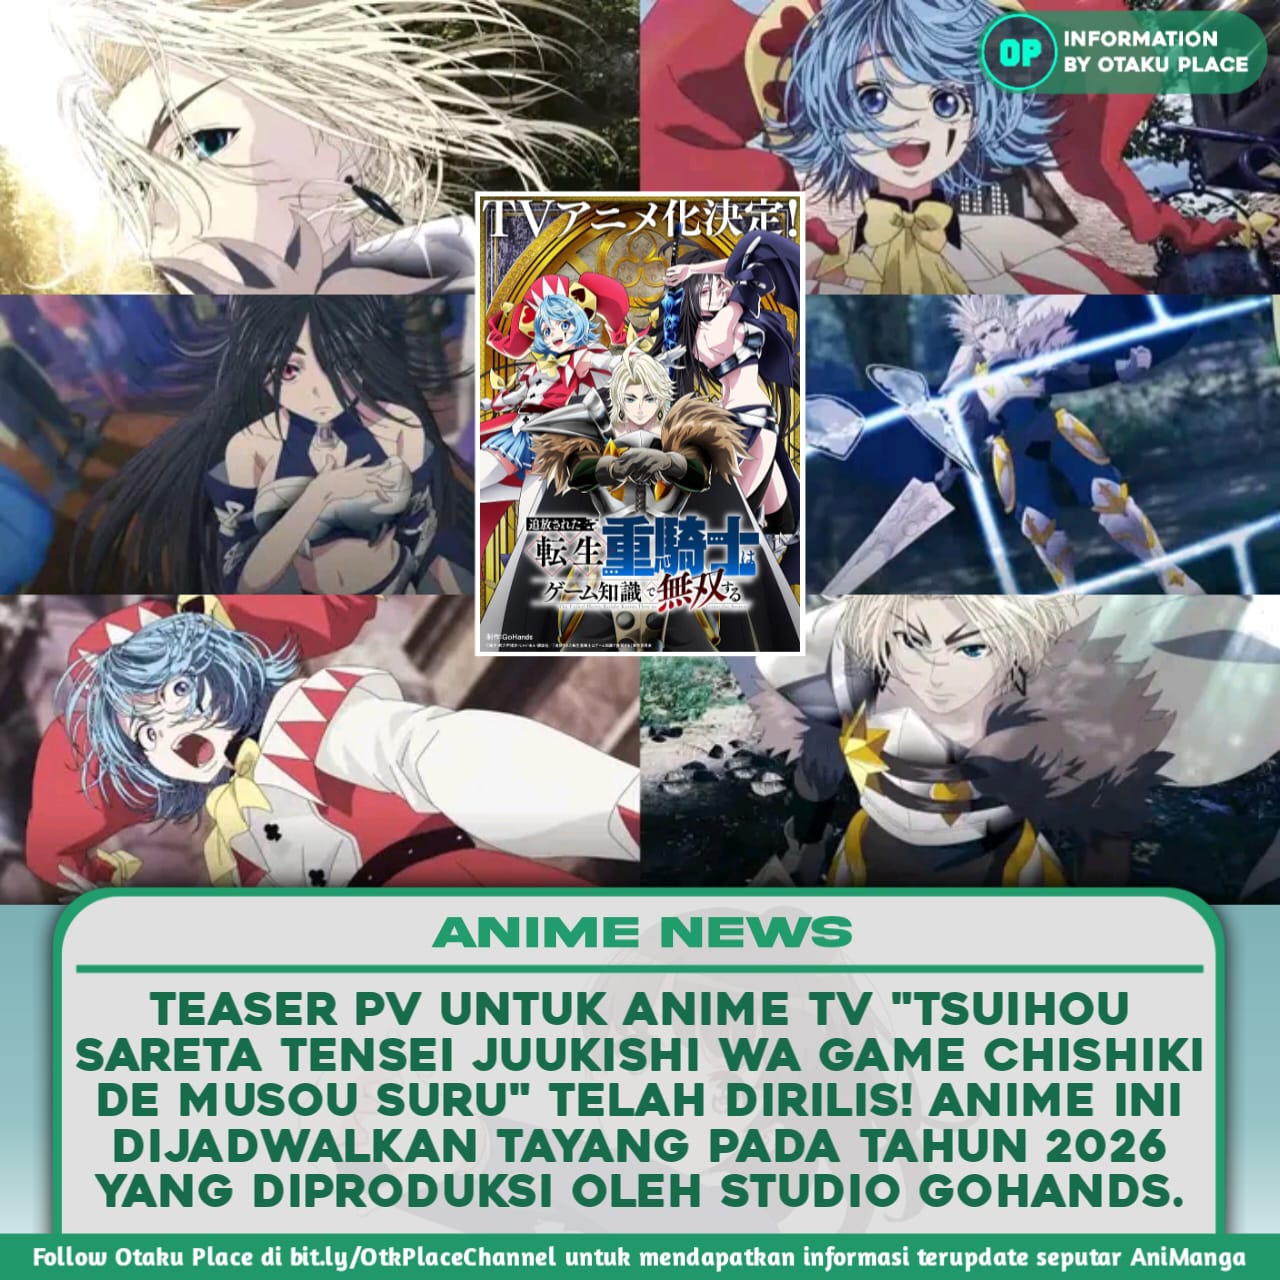 OP
INFORMATION
BY OTAKU PLACE
TVアニメ化決定!
追放された
転生重騎士は
ゲーム知識で無双する
制作:GoHands
ANIME NEWS
TEASER PV UNTUK ANIME TV "TSUIHOU
SARETA TENSEI JUUKISHI WA GAME CHISHIKI
DE MUSOU SURU" TELAH DIRILIS! ANIME INI
DIJADWALKAN TAYANG PADA TAHUN 2026
YANG DIPRODUKSI OLEH STUDIO GOHANDS.
Follow Otaku Place di bit.ly/OtkPlaceChannel untuk mendapatkan informasi terupdate seputar AniManga